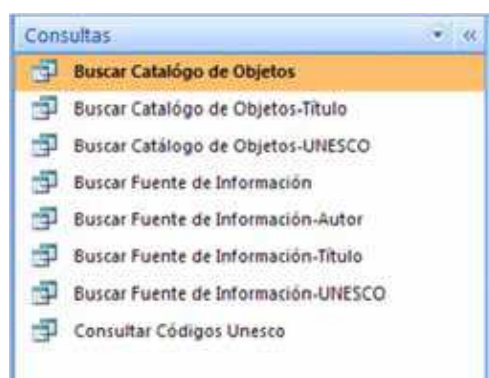 Consultas
Buscar Catalógo de Objetos
Buscar Catalógo de Objetos-Título
Buscar Catálogo de Objetos-UNESCO
Buscar Fuente de Información
Buscar Fuente de Información-Autor
Buscar Fuente de Información-Título
Buscar Fuente de Información-UNESCO
Consultar Códigos Unesco